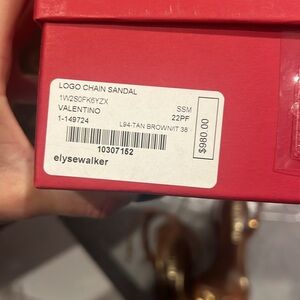 LOGO CHAIN SANDAL
1W2S0FK6YZX SSM
VALENTINO 22PF
1-149724 L94-TAN BROWN/IT 38
$980.00
10307152
elysewalker